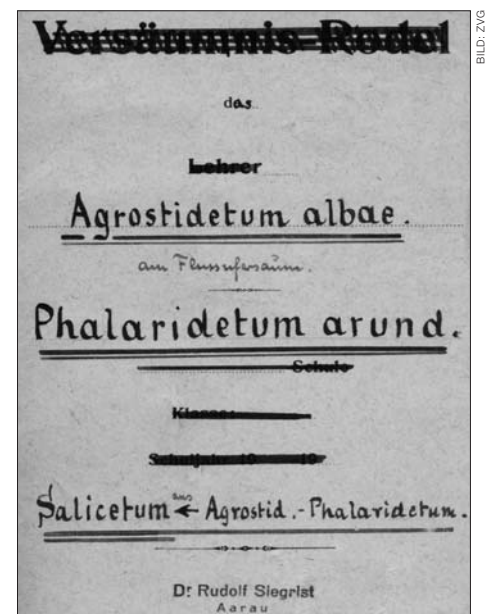 Versäumnis-Rodel
das
Lehrer
Agrostidetum albae.
am Flussufersaum.
Phalaridetum arund.
Schule
Klasse
Schuljahr 19 19
Salicetum aus ← Agrostid.-Phalaridetum.
Dr Rudolf Siegrist
Aarau
BILD: ZVG